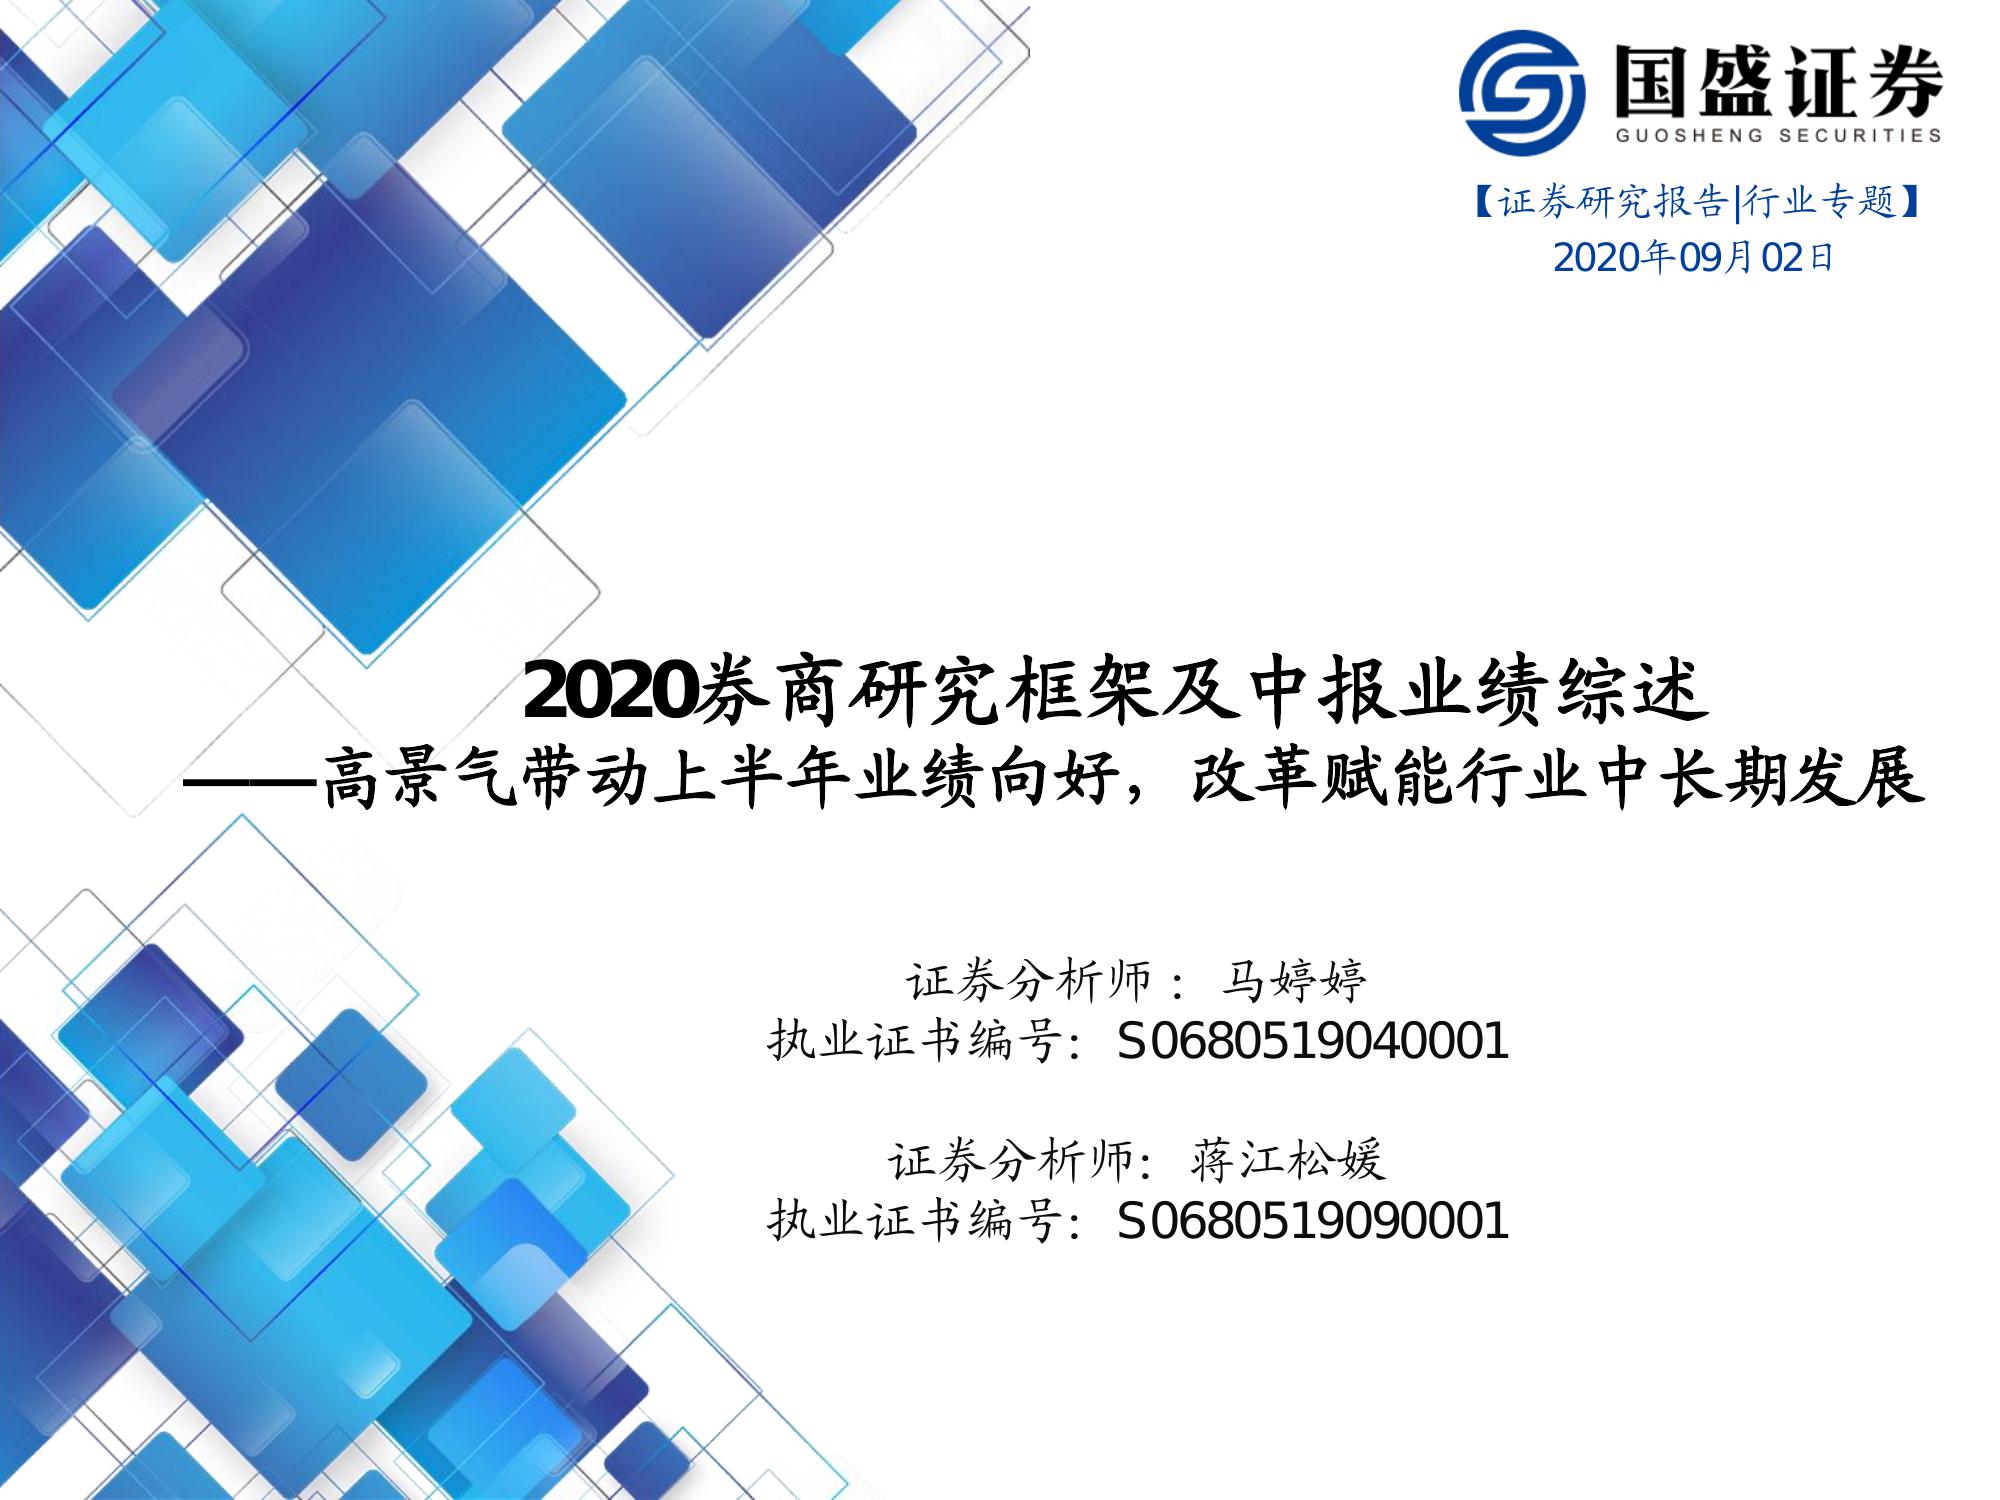 国盛证券
GUOSHENG SECURITIES
【证券研究报告|行业专题】
2020年09月02日
2020券商研究框架及中报业绩综述
——高景气带动上半年业绩向好，改革赋能行业中长期发展
证券分析师 ： 马婷婷
执业证书编号： S0680519040001
证券分析师： 蒋江松媛
执业证书编号： S0680519090001